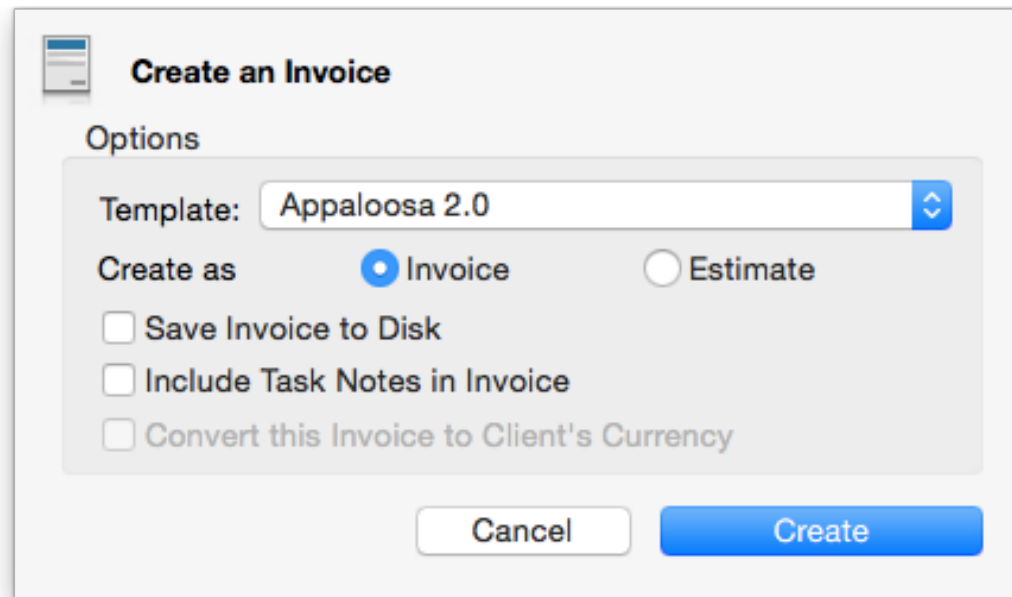 Create an Invoice
Options
Template: Appaloosa 2.0
Create as Invoice Estimate
Save Invoice to Disk
Include Task Notes in Invoice
Convert this Invoice to Client's Currency
Cancel Create